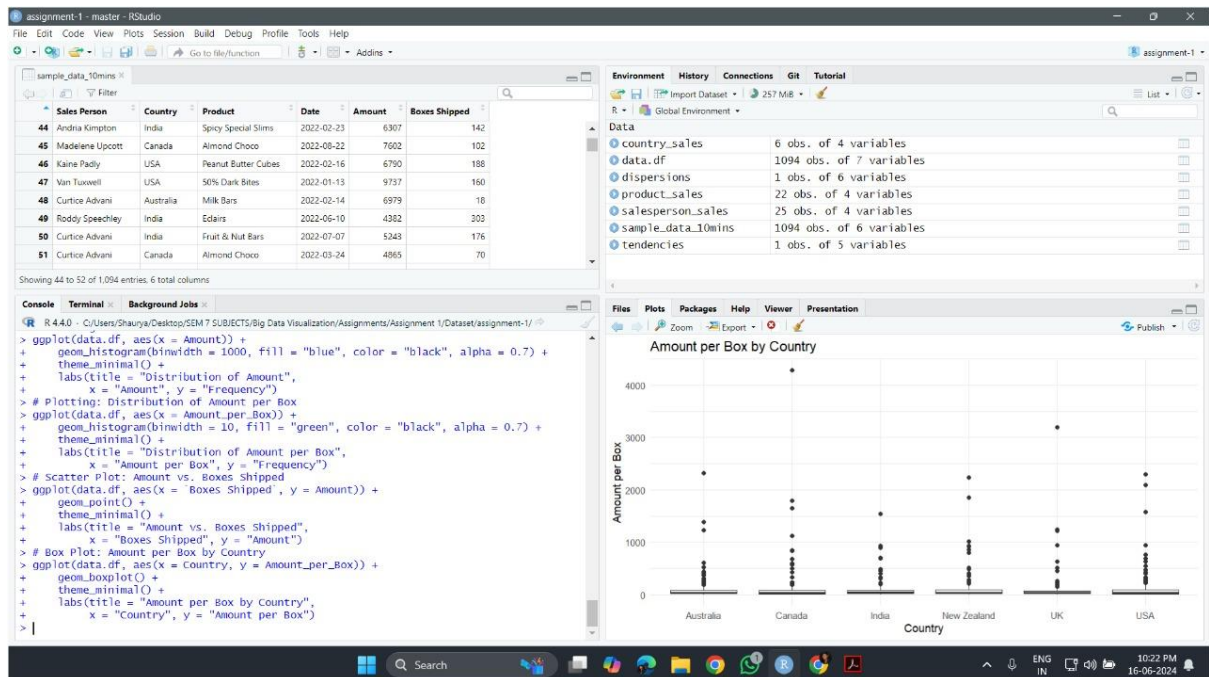 assignment-1 - master - RStudio
File Edit Code View Plots Session Build Debug Profile Tools Help
Go to file/function Addins assignment-1
sample_data_10mins
Filter
Sales Person Country Product Date Amount Boxes Shipped
44 Andria Kimpton India Spicy Special Slims 2022-02-23 6307 142
45 Madelene Upcott Canada Almond Choco 2022-08-22 7602 102
46 Kaine Padly USA Peanut Butter Cubes 2022-02-16 6790 188
47 Van Tuxwell USA 50% Dark Bites 2022-01-13 9737 160
48 Curtice Advani Australia Milk Bars 2022-02-14 6979 18
49 Roddy Speechley India Eclairs 2022-06-10 4382 303
50 Curtice Advani India Fruit & Nut Bars 2022-07-07 5243 176
51 Curtice Advani Canada Almond Choco 2022-03-24 4865 70
Showing 44 to 52 of 1,094 entries, 6 total columns
Environment History Connections Git Tutorial
Import Dataset 257 MiB List
R Global Environment
Data
country_sales 6 obs. of 4 variables
data.df 1094 obs. of 7 variables
dispersions 1 obs. of 6 variables
product_sales 22 obs. of 4 variables
salesperson_sales 25 obs. of 4 variables
sample_data_10mins 1094 obs. of 6 variables
tendencies 1 obs. of 5 variables
Console Terminal Background Jobs
R 4.4.0 · C:/Users/Shaurya/Desktop/SEM 7 SUBJECTS/Big Data Visualization/Assignments/Assignment 1/Dataset/assignment-1/
> ggplot(data.df, aes(x = Amount)) +
+ geom_histogram(binwidth = 1000, fill = "blue", color = "black", alpha = 0.7) +
+ theme_minimal() +
+ labs(title = "Distribution of Amount",
+ x = "Amount", y = "Frequency")
> # Plotting: Distribution of Amount per Box
> ggplot(data.df, aes(x = Amount_per_Box)) +
+ geom_histogram(binwidth = 10, fill = "green", color = "black", alpha = 0.7) +
+ theme_minimal() +
+ labs(title = "Distribution of Amount per Box",
+ x = "Amount per Box", y = "Frequency")
> # Scatter Plot: Amount vs. Boxes Shipped
> ggplot(data.df, aes(x = `Boxes Shipped`, y = Amount)) +
+ geom_point() +
+ theme_minimal() +
+ labs(title = "Amount vs. Boxes Shipped",
+ x = "Boxes Shipped", y = "Amount")
> # Box Plot: Amount per Box by Country
> ggplot(data.df, aes(x = Country, y = Amount_per_Box)) +
+ geom_boxplot() +
+ theme_minimal() +
+ labs(title = "Amount per Box by Country",
+ x = "Country", y = "Amount per Box")
>
Files Plots Packages Help Viewer Presentation
Zoom Export Publish
Amount per Box by Country
Amount per Box
4000
3000
2000
1000
0
Australia Canada India New Zealand UK USA
Country
Search
ENG
IN
10:22 PM
16-06-2024